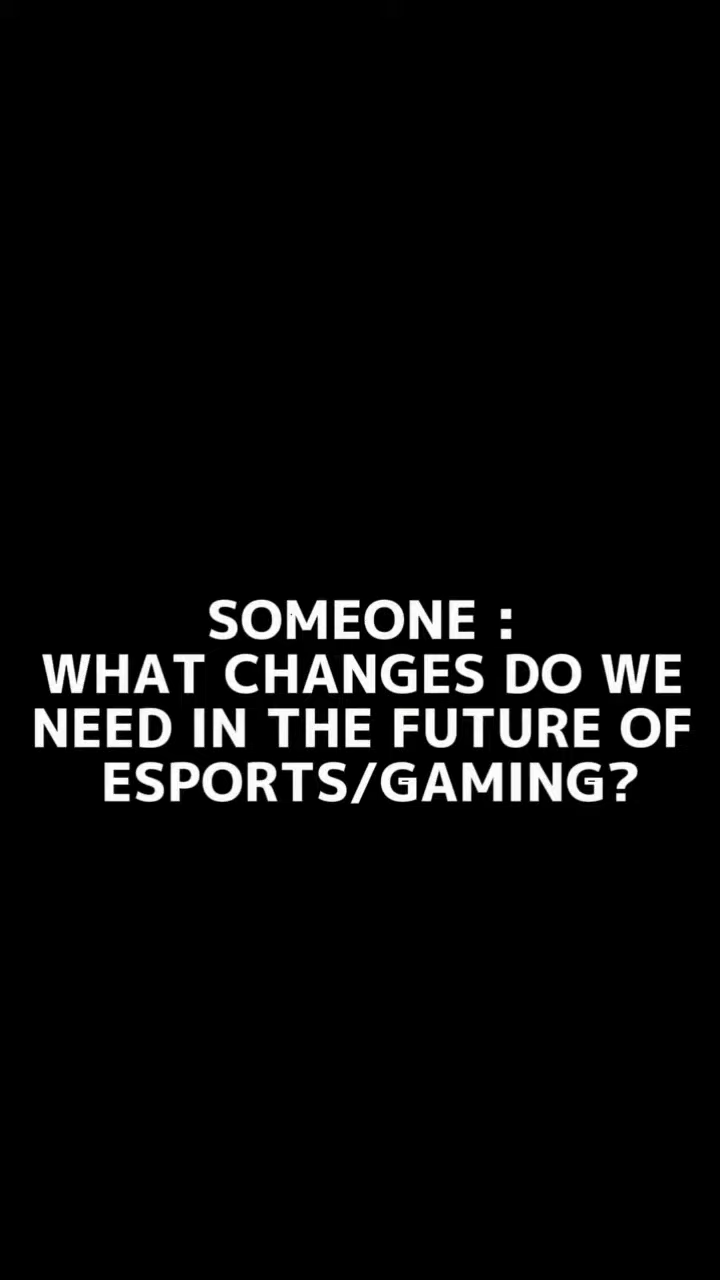 SOMEONE :
WHAT CHANGES DO WE
NEED IN THE FUTURE OF
ESPORTS/GAMING?